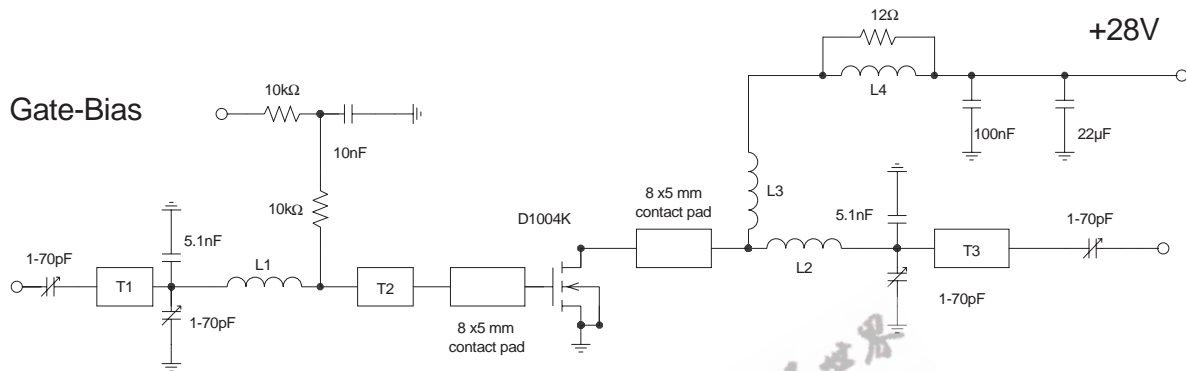 12Ω
+28V
L4
10kΩ
Gate-Bias
100nF
22µF
10nF
L3
8 x5 mm
contact pad
10kΩ
D1004K
5.1nF
1-70pF
5.1nF
1-70pF
L1
L2
T3
T1
T2
1-70pF
1-70pF
8 x5 mm
contact pad
世界